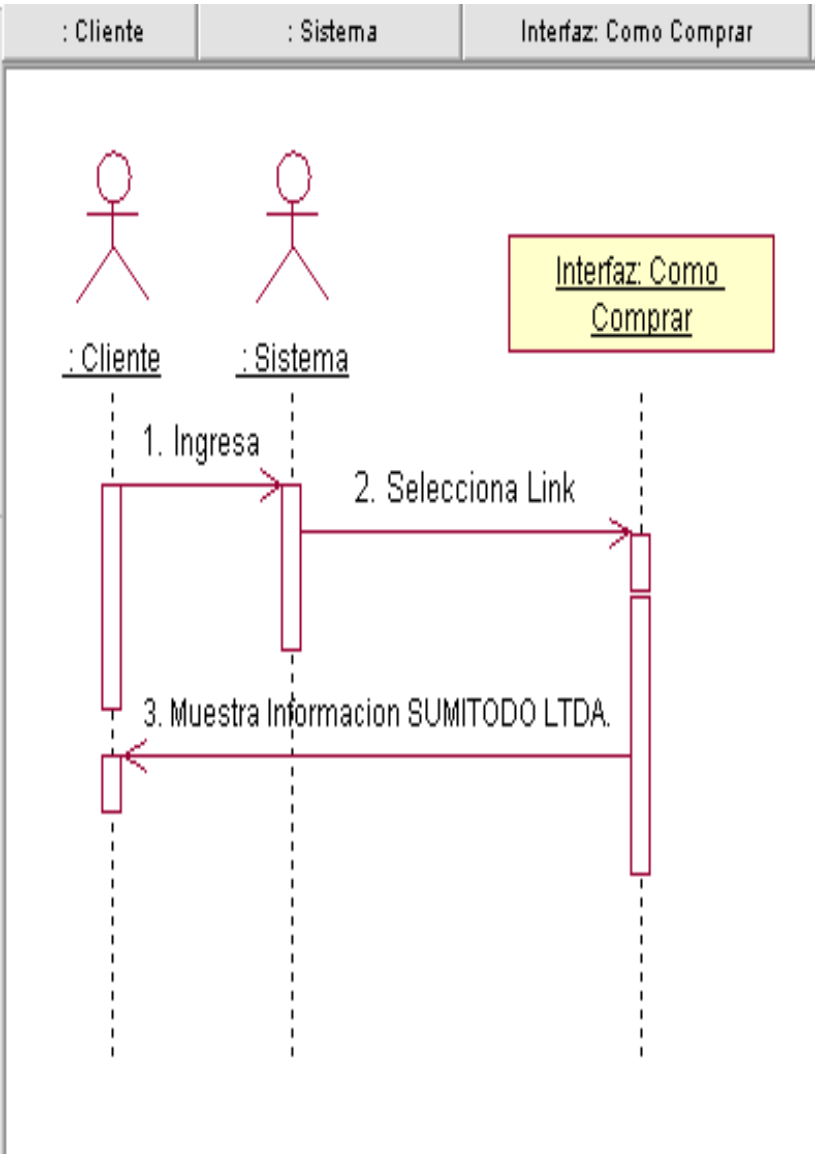 : Cliente
: Sistema
Interfaz: Como Comprar
: Cliente
: Sistema
Interfaz: Como
Comprar
1. Ingresa
2. Selecciona Link
3. Muestra Informacion SUMITODO LTDA.